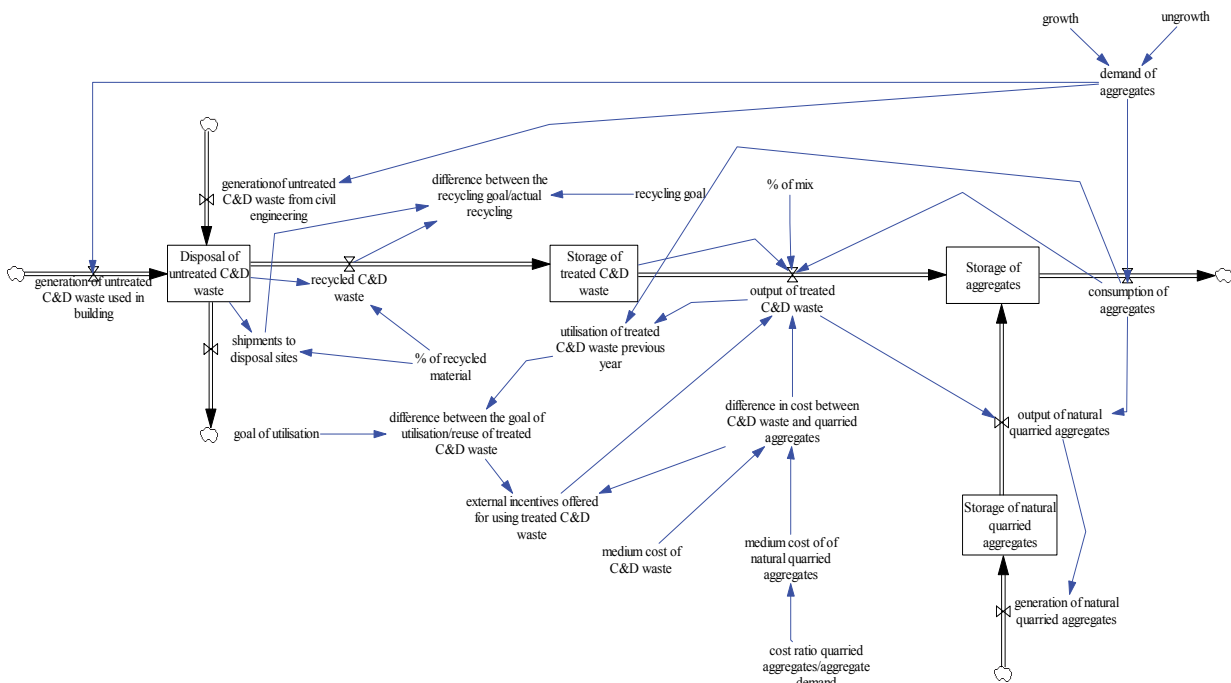 growth
ungrowth
demand of
aggregates
generationof untreated
C&D waste from civil
engineering
difference between the
recycling goal/actual
recycling
recycling goal
% of mix
Disposal of
untreated C&D
waste
Storage of
treated C&D
waste
Storage of
aggregates
generation of untreated
C&D waste used in
building
recycled C&D
waste
output of treated
C&D waste
consumption of
aggregates
shipments to
disposal sites
% of recycled
material
utilisation of treated
C&D waste previous
year
goal of utilisation
difference between the goal of
utilisation/reuse of treated
C&D waste
difference in cost between
C&D waste and quarried
aggregates
output of natural
quarried aggregates
external incentives offered
for using treated C&D
waste
medium cost of
C&D waste
medium cost of of
natural quarried
aggregates
Storage of natural
quarried
aggregates
generation of natural
quarried aggregates
cost ratio quarried
aggregates/aggregate
demand